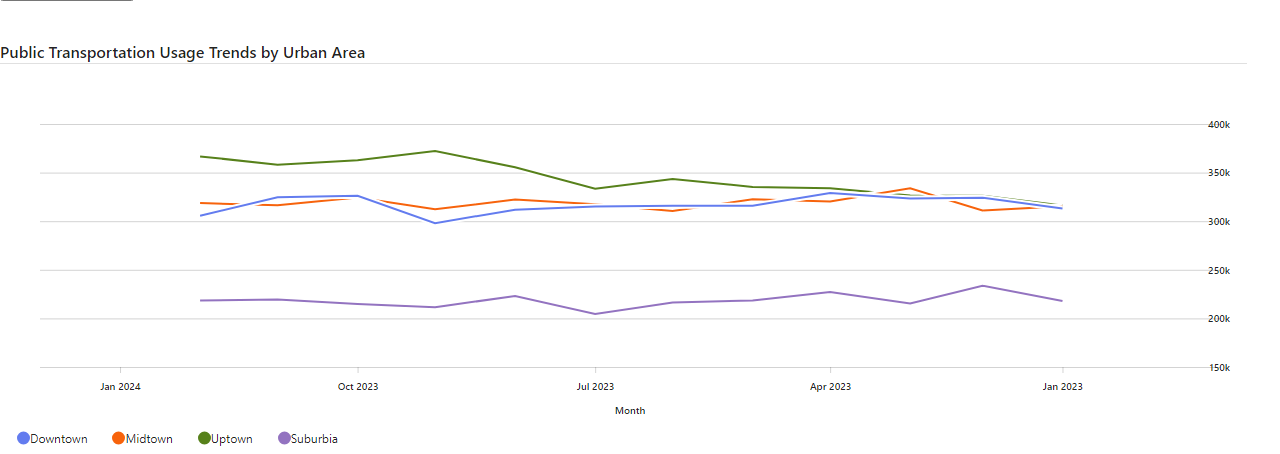 Public Transportation Usage Trends by Urban Area
400k
350k
300k
250k
200k
150k
Jan 2024 Oct 2023 Jul 2023 Apr 2023 Jan 2023
Month
Downtown Midtown Uptown Suburbia